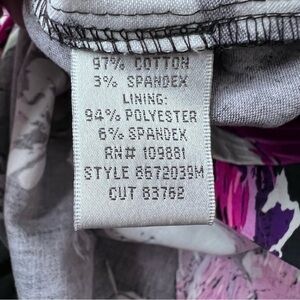 97% COTTON
3% SPANDEX
LINING:
94% POLYESTER
6% SPANDEX
RN# 109881
STYLE 8672039M
CUT 83762